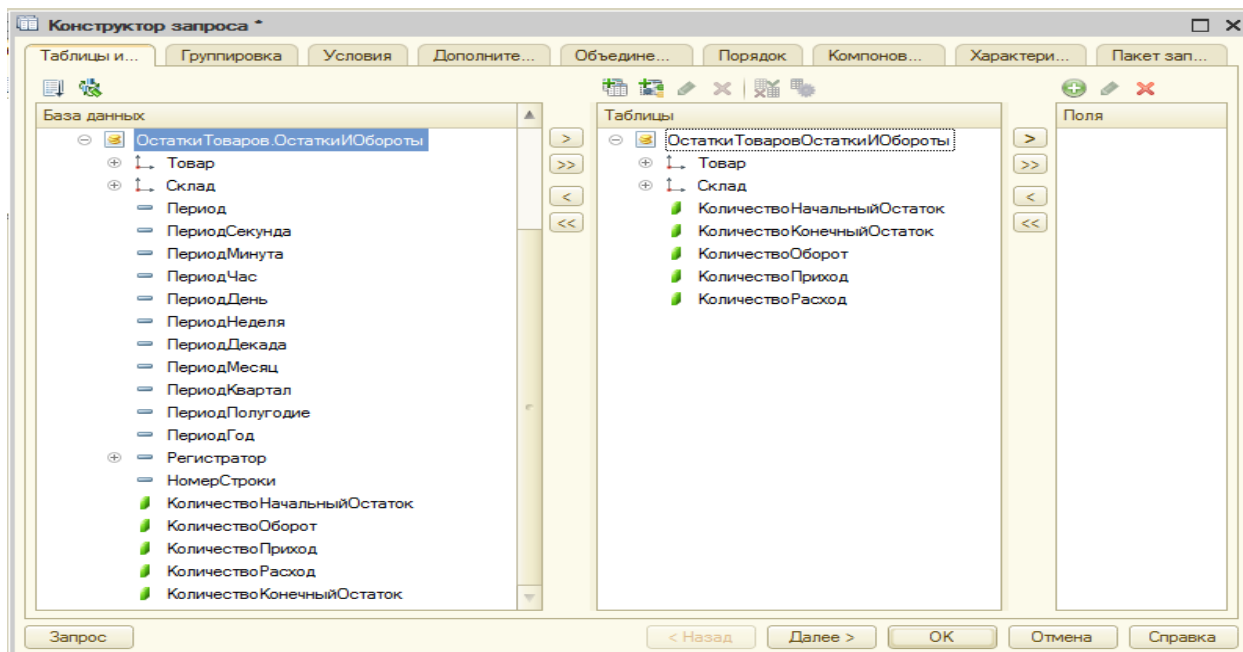 Конструктор запроса *
Таблицы и... Группировка Условия Дополните... Объедине... Порядок Компонов... Характери... Пакет зап...
База данных
ОстаткиТоваров.ОстаткиИОбороты
Товар
Склад
Период
ПериодСекунда
ПериодМинута
ПериодЧас
ПериодДень
ПериодНеделя
ПериодДекада
ПериодМесяц
ПериодКвартал
ПериодПолугодие
ПериодГод
Регистратор
НомерСтроки
КоличествоНачальныйОстаток
КоличествоОборот
КоличествоПриход
КоличествоРасход
КоличествоКонечныйОстаток
>
>>
<
<<
Таблицы
ОстаткиТоваровОстаткиИОбороты
Товар
Склад
КоличествоНачальныйОстаток
КоличествоКонечныйОстаток
КоличествоОборот
КоличествоПриход
КоличествоРасход
>
>>
<
<<
Поля
Запрос < Назад Далее > OK Отмена Справка